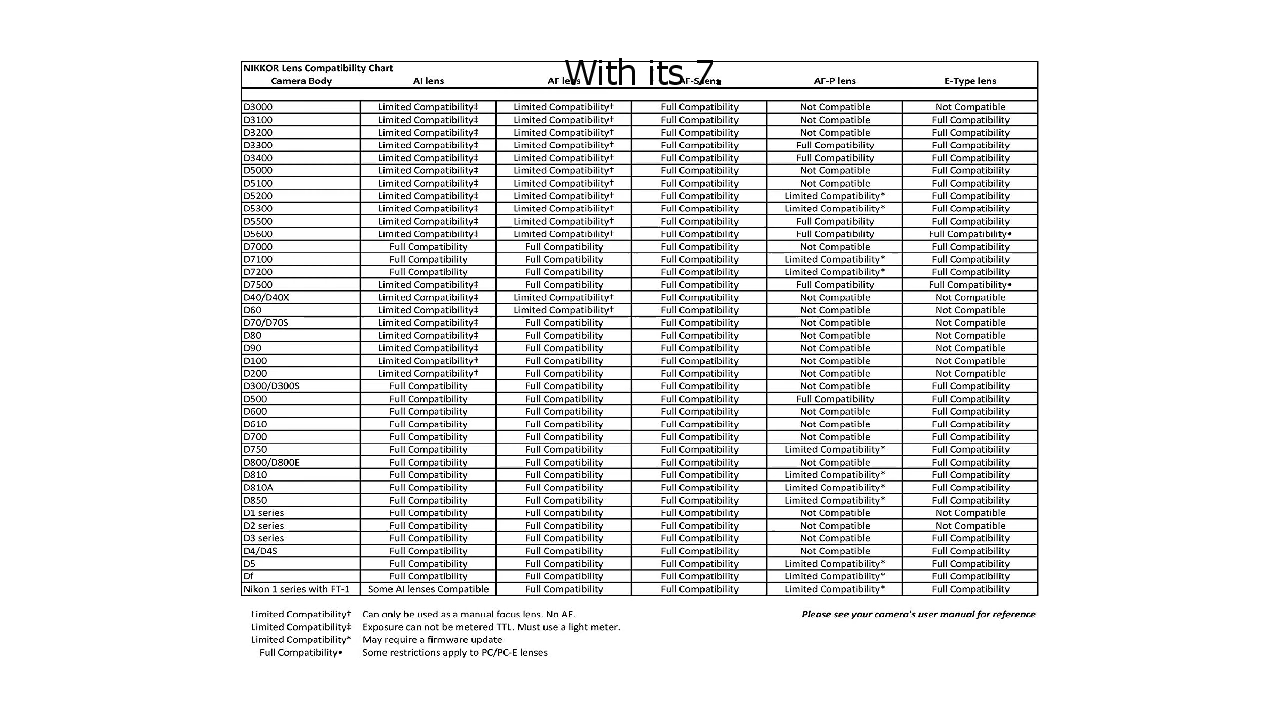 With its 7.
NIKKOR Lens Compatibility Chart
Camera Body AI lens AF lens AF-S lens AF-P lens E-Type lens
D3000 Limited Compatibility‡ Limited Compatibility† Full Compatibility Not Compatible Not Compatible
D3100 Limited Compatibility‡ Limited Compatibility† Full Compatibility Not Compatible Full Compatibility
D3200 Limited Compatibility‡ Limited Compatibility† Full Compatibility Not Compatible Full Compatibility
D3300 Limited Compatibility‡ Limited Compatibility† Full Compatibility Full Compatibility Full Compatibility
D3400 Limited Compatibility‡ Limited Compatibility† Full Compatibility Full Compatibility Full Compatibility
D5000 Limited Compatibility‡ Limited Compatibility† Full Compatibility Not Compatible Full Compatibility
D5100 Limited Compatibility‡ Limited Compatibility† Full Compatibility Not Compatible Full Compatibility
D5200 Limited Compatibility‡ Limited Compatibility† Full Compatibility Limited Compatibility* Full Compatibility
D5300 Limited Compatibility‡ Limited Compatibility† Full Compatibility Limited Compatibility* Full Compatibility
D5500 Limited Compatibility‡ Limited Compatibility† Full Compatibility Full Compatibility Full Compatibility
D5600 Limited Compatibility‡ Limited Compatibility† Full Compatibility Full Compatibility Full Compatibility•
D7000 Full Compatibility Full Compatibility Full Compatibility Not Compatible Full Compatibility
D7100 Full Compatibility Full Compatibility Full Compatibility Limited Compatibility* Full Compatibility
D7200 Full Compatibility Full Compatibility Full Compatibility Limited Compatibility* Full Compatibility
D7500 Limited Compatibility‡ Full Compatibility Full Compatibility Full Compatibility Full Compatibility•
D40/D40X Limited Compatibility‡ Limited Compatibility† Full Compatibility Not Compatible Not Compatible
D60 Limited Compatibility‡ Limited Compatibility† Full Compatibility Not Compatible Not Compatible
D70/D70S Limited Compatibility‡ Full Compatibility Full Compatibility Not Compatible Not Compatible
D80 Limited Compatibility‡ Full Compatibility Full Compatibility Not Compatible Not Compatible
D90 Limited Compatibility‡ Full Compatibility Full Compatibility Not Compatible Not Compatible
D100 Limited Compatibility† Full Compatibility Full Compatibility Not Compatible Not Compatible
D200 Limited Compatibility† Full Compatibility Full Compatibility Not Compatible Not Compatible
D300/D300S Full Compatibility Full Compatibility Full Compatibility Not Compatible Full Compatibility
D500 Full Compatibility Full Compatibility Full Compatibility Full Compatibility Full Compatibility
D600 Full Compatibility Full Compatibility Full Compatibility Not Compatible Full Compatibility
D610 Full Compatibility Full Compatibility Full Compatibility Not Compatible Full Compatibility
D700 Full Compatibility Full Compatibility Full Compatibility Not Compatible Full Compatibility
D750 Full Compatibility Full Compatibility Full Compatibility Limited Compatibility* Full Compatibility
D800/D800E Full Compatibility Full Compatibility Full Compatibility Not Compatible Full Compatibility
D810 Full Compatibility Full Compatibility Full Compatibility Limited Compatibility* Full Compatibility
D810A Full Compatibility Full Compatibility Full Compatibility Limited Compatibility* Full Compatibility
D850 Full Compatibility Full Compatibility Full Compatibility Limited Compatibility* Full Compatibility
D1 series Full Compatibility Full Compatibility Full Compatibility Not Compatible Not Compatible
D2 series Full Compatibility Full Compatibility Full Compatibility Not Compatible Not Compatible
D3 series Full Compatibility Full Compatibility Full Compatibility Not Compatible Full Compatibility
D4/D4S Full Compatibility Full Compatibility Full Compatibility Not Compatible Full Compatibility
D5 Full Compatibility Full Compatibility Full Compatibility Limited Compatibility* Full Compatibility
Df Full Compatibility Full Compatibility Full Compatibility Limited Compatibility* Full Compatibility
Nikon 1 series with FT-1 Some AI lenses Compatible Full Compatibility Full Compatibility Limited Compatibility* Full Compatibility
Limited Compatibility† Can only be used as a manual focus lens. No AF. Please see your camera's user manual for reference
Limited Compatibility‡ Exposure can not be metered TTL. Must use a light meter.
Limited Compatibility* May require a firmware update
Full Compatibility• Some restrictions apply to PC/PC-E lenses